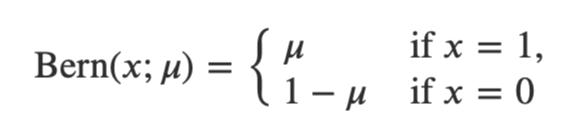 Bern(x; μ) = { μ if x = 1,
1 − μ if x = 0